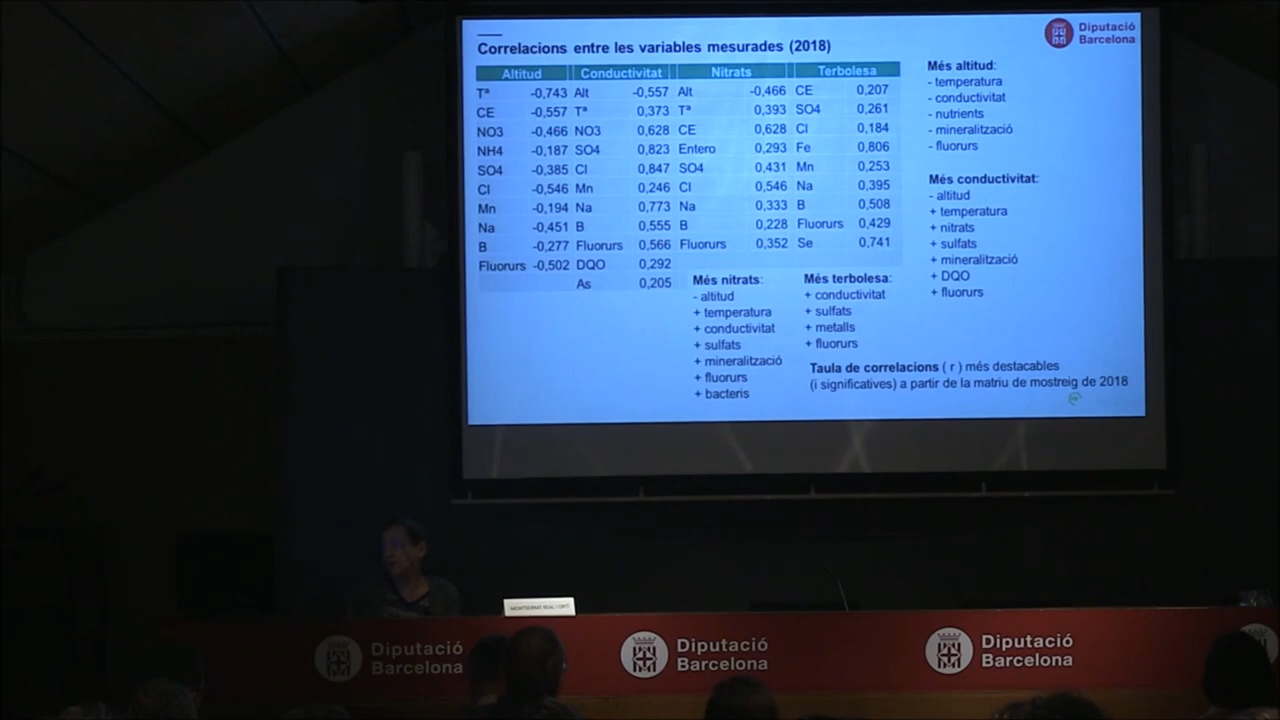 Correlacions entre les variables mesurades (2018)
Diputació
Barcelona
Altitud Conductivitat Nitrats Terbolesa
Tª -0,743 Alt -0,557 Alt -0,466 CE 0,207
CE -0,557 Tª 0,373 Tª 0,393 SO4 0,261
NO3 -0,466 NO3 0,628 CE 0,628 Cl 0,184
NH4 -0,187 SO4 0,823 Entero 0,293 Fe 0,806
SO4 -0,385 Cl 0,847 SO4 0,431 Mn 0,253
Cl -0,546 Mn 0,246 Cl 0,546 Na 0,395
Mn -0,194 Na 0,773 Na 0,333 B 0,508
Na -0,451 B 0,555 B 0,228 Fluorurs 0,429
B -0,277 Fluorurs 0,566 Fluorurs 0,352 Se 0,741
Fluorurs -0,502 DQO 0,292
As 0,205
Més altitud:
- temperatura
- conductivitat
- nutrients
- mineralització
- fluorurs
Més conductivitat:
- altitud
+ temperatura
+ nitrats
+ sulfats
+ mineralització
+ DQO
+ fluorurs
Més nitrats:
- altitud
+ temperatura
+ conductivitat
+ sulfats
+ mineralització
+ fluorurs
+ bacteris
Més terbolesa:
+ conductivitat
+ sulfats
+ metalls
+ fluorurs
Taula de correlacions ( r ) més destacables
(i significatives) a partir de la matriu de mostreig de 2018
MONTSERRAT REAL I ORTÍ
Diputació
Barcelona
Diputació
Barcelona
Diputació
Barcelona